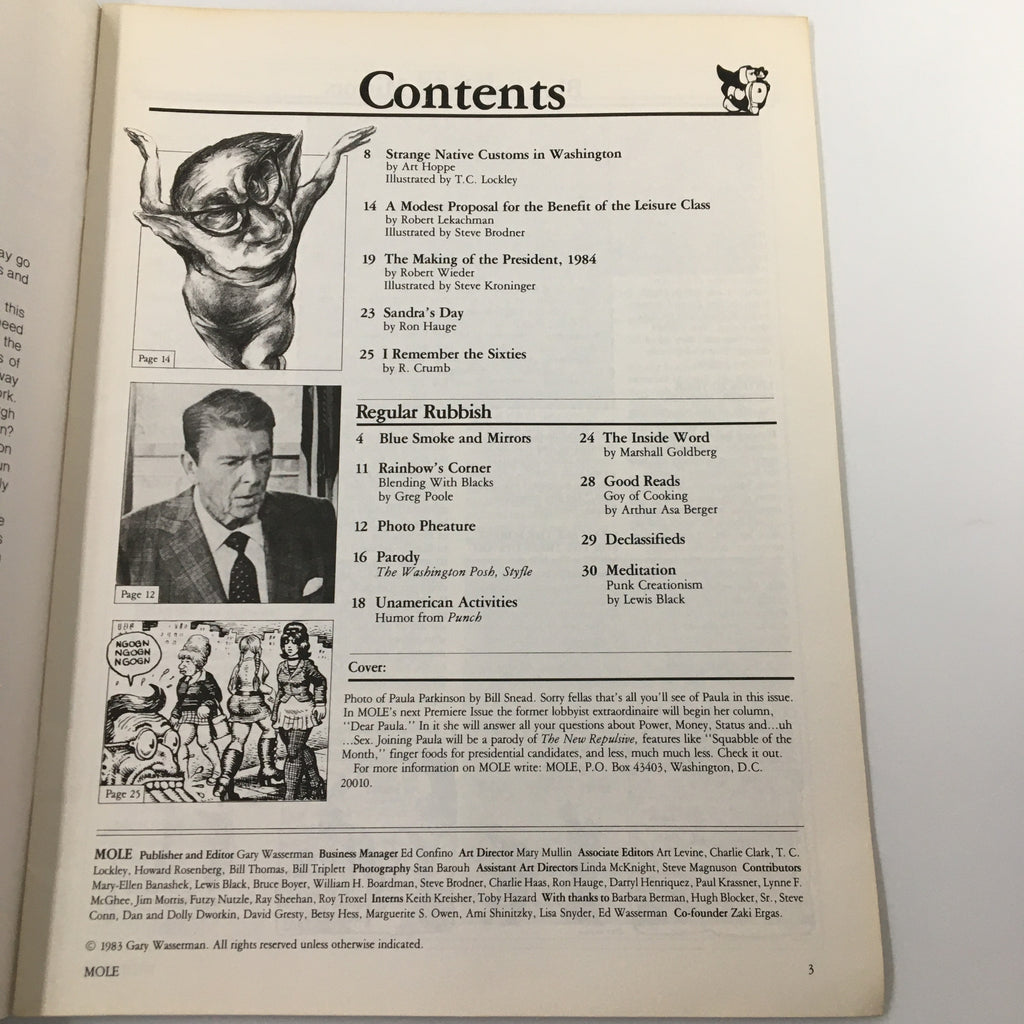 ay go
s and
this
eed
the
s of
way
ork.
gh
n?
on
un
ly
e
s
Contents
8 Strange Native Customs in Washington
by Art Hoppe
Illustrated by T.C. Lockley
14 A Modest Proposal for the Benefit of the Leisure Class
by Robert Lekachman
Illustrated by Steve Brodner
19 The Making of the President, 1984
by Robert Wieder
Illustrated by Steve Kroninger
23 Sandra's Day
by Ron Hauge
25 I Remember the Sixties
by R. Crumb
Page 14
Regular Rubbish
4 Blue Smoke and Mirrors
11 Rainbow's Corner
Blending With Blacks
by Greg Poole
12 Photo Pheature
16 Parody
The Washington Posh, Styfle
18 Unamerican Activities
Humor from Punch
24 The Inside Word
by Marshall Goldberg
28 Good Reads
Goy of Cooking
by Arthur Asa Berger
29 Declassifieds
30 Meditation
Punk Creationism
by Lewis Black
Page 12
NGOGN
NGOGN
NGOGN
Page 25
Cover:
Photo of Paula Parkinson by Bill Snead. Sorry fellas that's all you'll see of Paula in this issue.
In MOLE's next Premiere Issue the former lobbyist extraordinaire will begin her column,
"Dear Paula." In it she will answer all your questions about Power, Money, Status and...uh
...Sex. Joining Paula will be a parody of The New Repulsive, features like "Squabble of the
Month," finger foods for presidential candidates, and less, much much less. Check it out.
For more information on MOLE write: MOLE, P.O. Box 43403, Washington, D.C.
20010.
MOLE Publisher and Editor Gary Wasserman Business Manager Ed Confino Art Director Mary Mullin Associate Editors Art Levine, Charlie Clark, T. C.
Lockley, Howard Rosenberg, Bill Thomas, Bill Triplett Photography Stan Barouh Assistant Art Directors Linda McKnight, Steve Magnuson Contributors
Mary-Ellen Banashek, Lewis Black, Bruce Boyer, William H. Boardman, Steve Brodner, Charlie Haas, Ron Hauge, Darryl Henriquez, Paul Krassner, Lynne F.
McGhee, Jim Morris, Futzy Nutzle, Ray Sheehan, Roy Troxel Interns Keith Kreisher, Toby Hazard With thanks to Barbara Berman, Hugh Blocker, Sr., Steve
Conn, Dan and Dolly Dworkin, David Gresty, Betsy Hess, Marguerite S. Owen, Ami Shinitzky, Lisa Snyder, Ed Wasserman Co-founder Zaki Ergas.
© 1983 Gary Wasserman. All rights reserved unless otherwise indicated.
MOLE
3